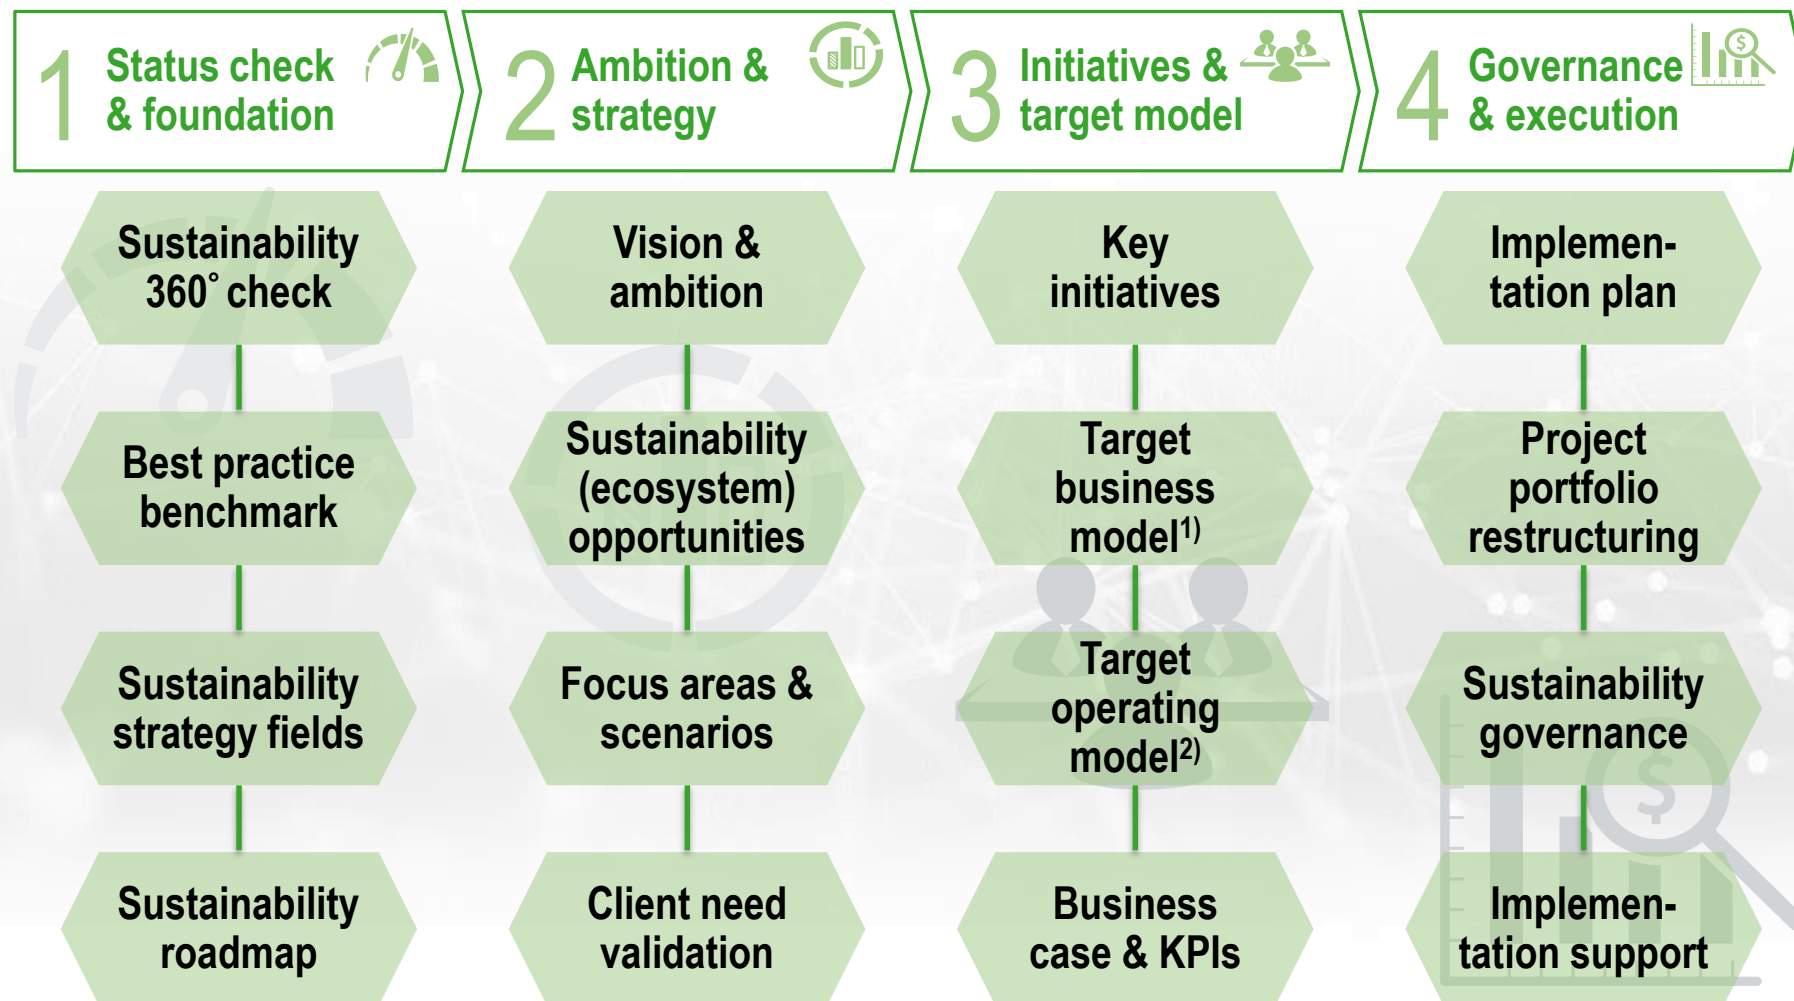 1 Status check
& foundation
2 Ambition &
strategy
3 Initiatives &
target model
4 Governance
& execution
$
Sustainability
360° check
Best practice
benchmark
Sustainability
strategy fields
Sustainability
roadmap
Vision &
ambition
Sustainability
(ecosystem)
opportunities
Focus areas &
scenarios
Client need
validation
Key
initiatives
Target
business
model1)
Target
operating
model2)
Business
case & KPIs
Implemen-
tation plan
Project
portfolio
restructuring
Sustainability
governance
$
Implemen-
tation support